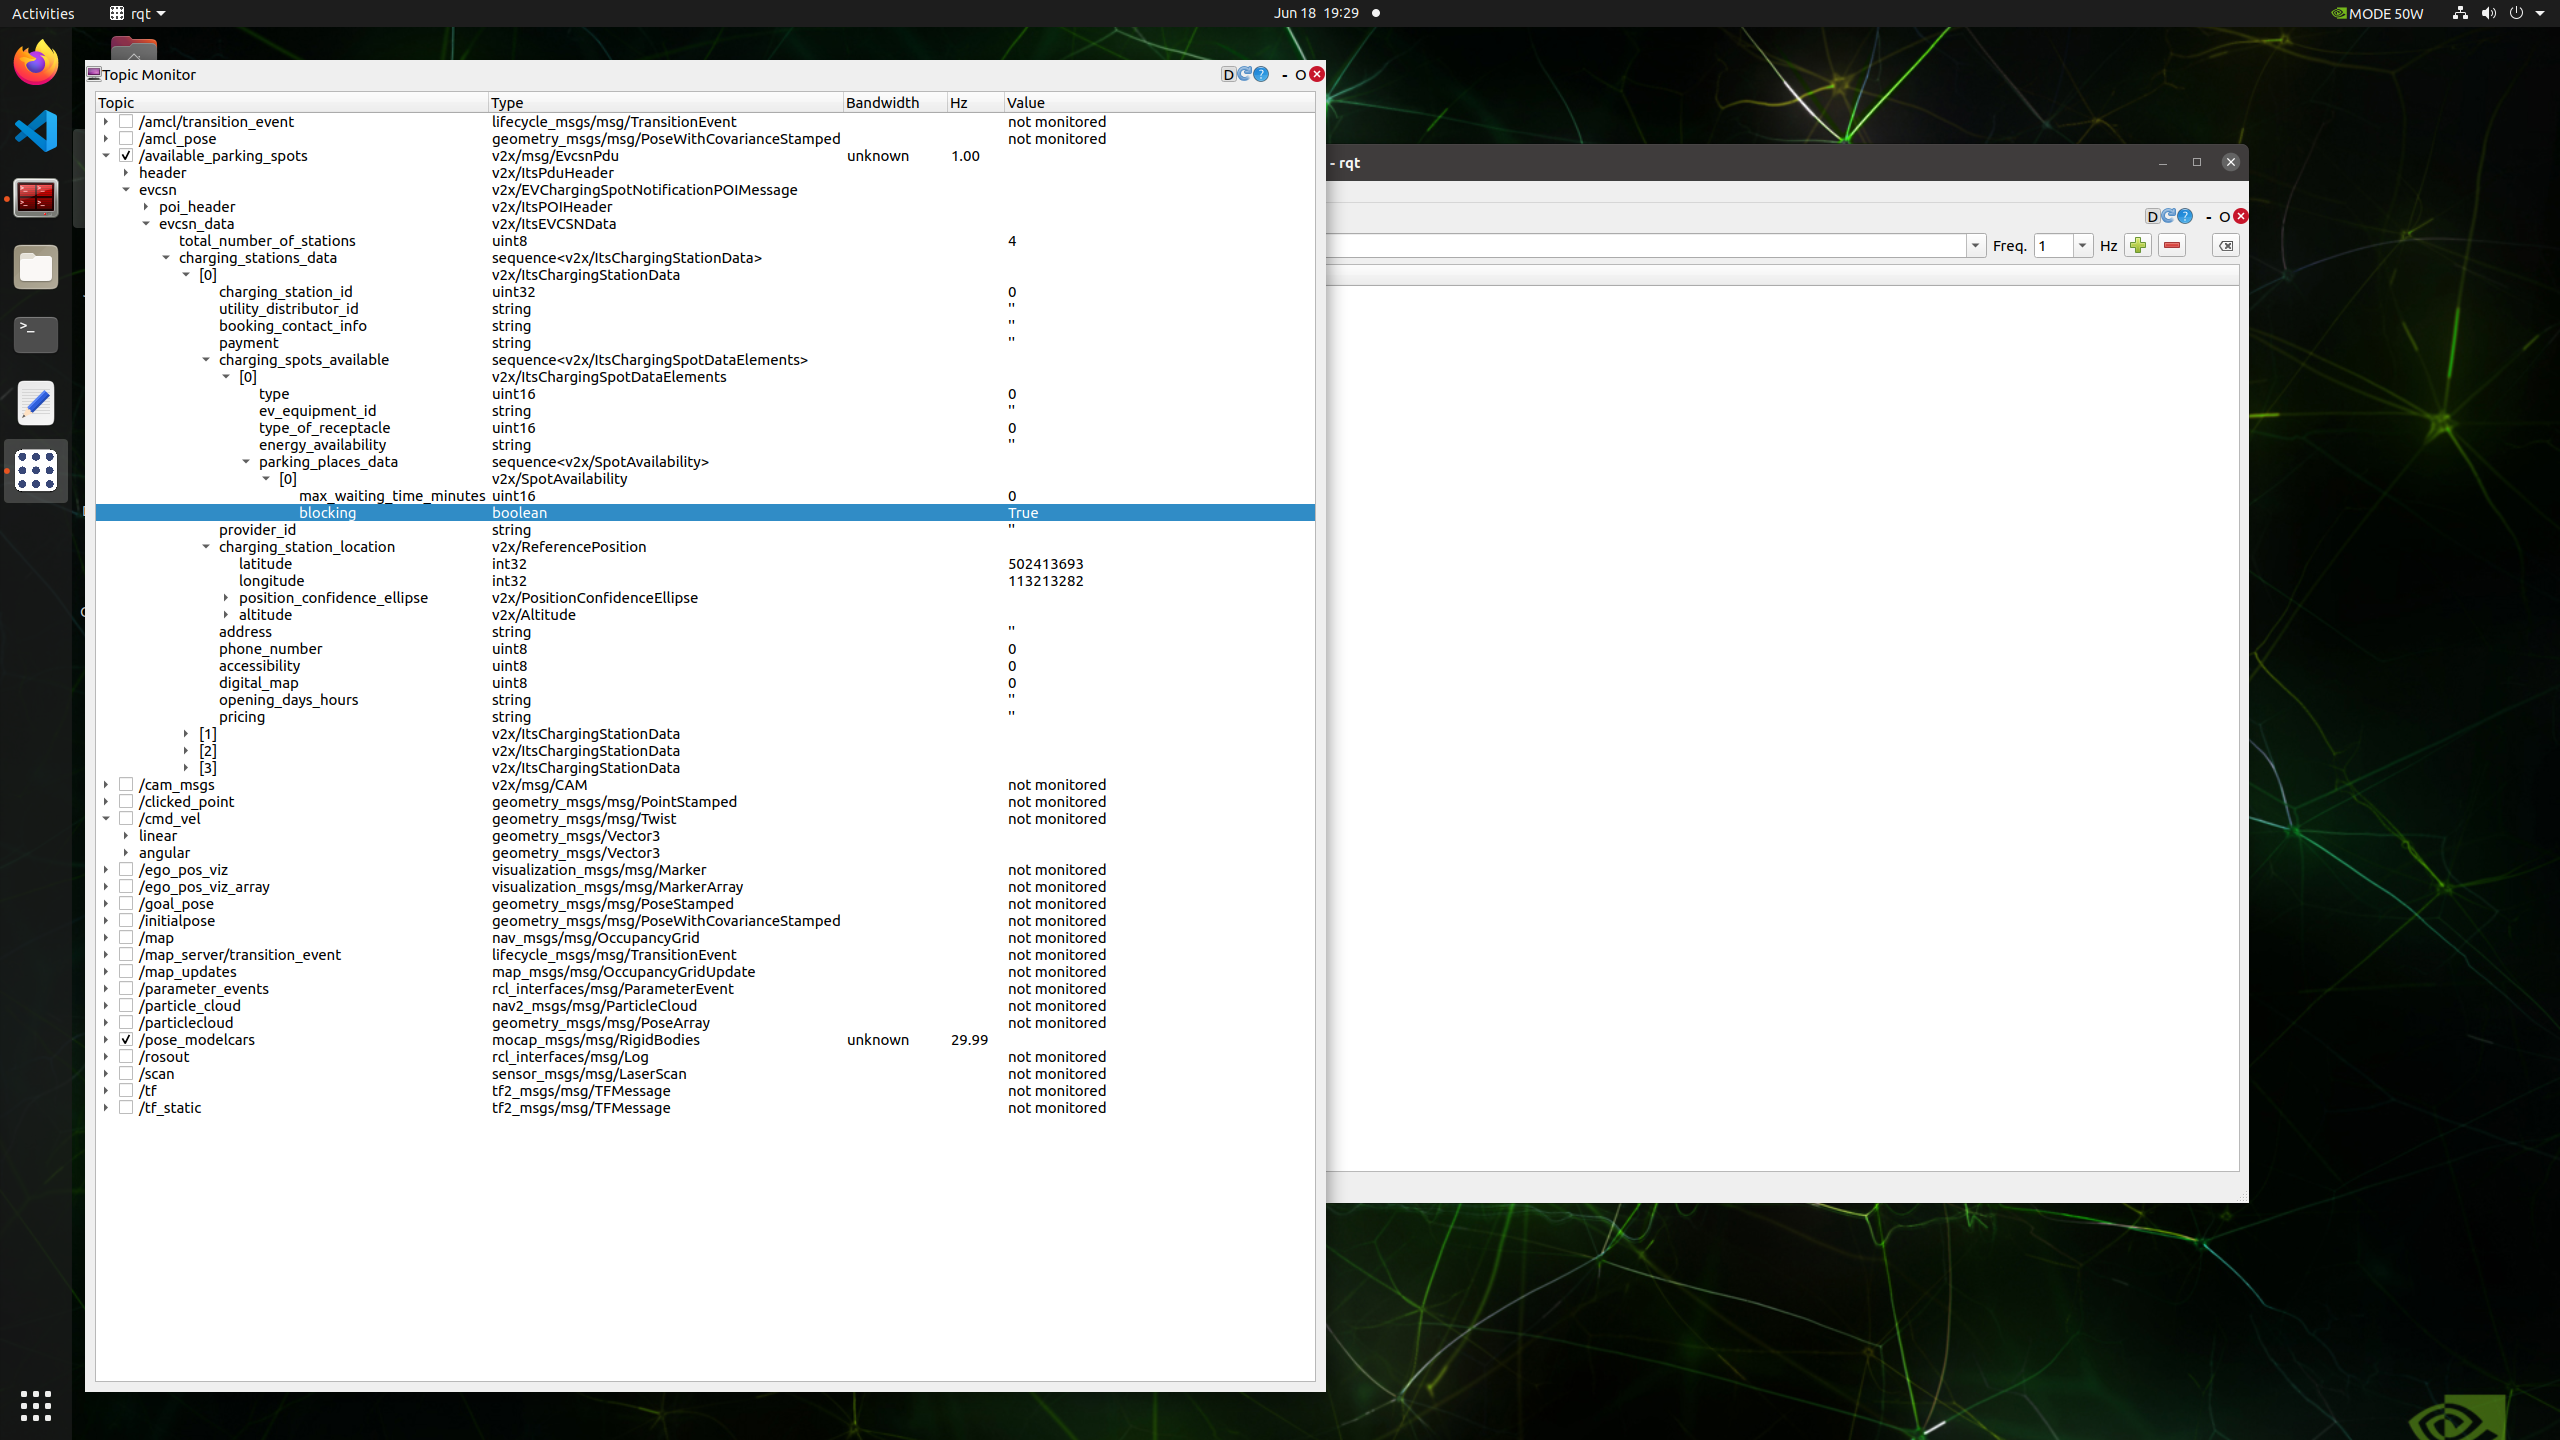 Activities rqt Jun 18 19:29 MODE 50W
Topic Monitor D ? - O
Topic Type Bandwidth Hz Value
/amcl/transition_event lifecycle_msgs/msg/TransitionEvent not monitored
/amcl_pose geometry_msgs/msg/PoseWithCovarianceStamped not monitored
/available_parking_spots v2x/msg/EvcsnPdu unknown 1.00
header v2x/ItsPduHeader
evcsn v2x/EVChargingSpotNotificationPOIMessage
poi_header v2x/ItsPOIHeader
evcsn_data v2x/ItsEVCSNData
total_number_of_stations uint8 4
charging_stations_data sequence<v2x/ItsChargingStationData>
[0] v2x/ItsChargingStationData
charging_station_id uint32 0
utility_distributor_id string ''
booking_contact_info string ''
payment string ''
charging_spots_available sequence<v2x/ItsChargingSpotDataElements>
[0] v2x/ItsChargingSpotDataElements
type uint16 0
ev_equipment_id string ''
type_of_receptacle uint16 0
energy_availability string ''
parking_places_data sequence<v2x/SpotAvailability>
[0] v2x/SpotAvailability
max_waiting_time_minutes uint16 0
blocking boolean True
provider_id string ''
charging_station_location v2x/ReferencePosition
latitude int32 502413693
longitude int32 113213282
position_confidence_ellipse v2x/PositionConfidenceEllipse
altitude v2x/Altitude
address string ''
phone_number uint8 0
accessibility uint8 0
digital_map uint8 0
opening_days_hours string ''
pricing string ''
[1] v2x/ItsChargingStationData
[2] v2x/ItsChargingStationData
[3] v2x/ItsChargingStationData
/cam_msgs v2x/msg/CAM not monitored
/clicked_point geometry_msgs/msg/PointStamped not monitored
/cmd_vel geometry_msgs/msg/Twist not monitored
linear geometry_msgs/Vector3
angular geometry_msgs/Vector3
/ego_pos_viz visualization_msgs/msg/Marker not monitored
/ego_pos_viz_array visualization_msgs/msg/MarkerArray not monitored
/goal_pose geometry_msgs/msg/PoseStamped not monitored
/initialpose geometry_msgs/msg/PoseWithCovarianceStamped not monitored
/map nav_msgs/msg/OccupancyGrid not monitored
/map_server/transition_event lifecycle_msgs/msg/TransitionEvent not monitored
/map_updates map_msgs/msg/OccupancyGridUpdate not monitored
/parameter_events rcl_interfaces/msg/ParameterEvent not monitored
/particle_cloud nav2_msgs/msg/ParticleCloud not monitored
/particlecloud geometry_msgs/msg/PoseArray not monitored
/pose_modelcars mocap_msgs/msg/RigidBodies unknown 29.99
/rosout rcl_interfaces/msg/Log not monitored
/scan sensor_msgs/msg/LaserScan not monitored
/tf tf2_msgs/msg/TFMessage not monitored
/tf_static tf2_msgs/msg/TFMessage not monitored
- rqt
D ? - O
Freq. 1 Hz